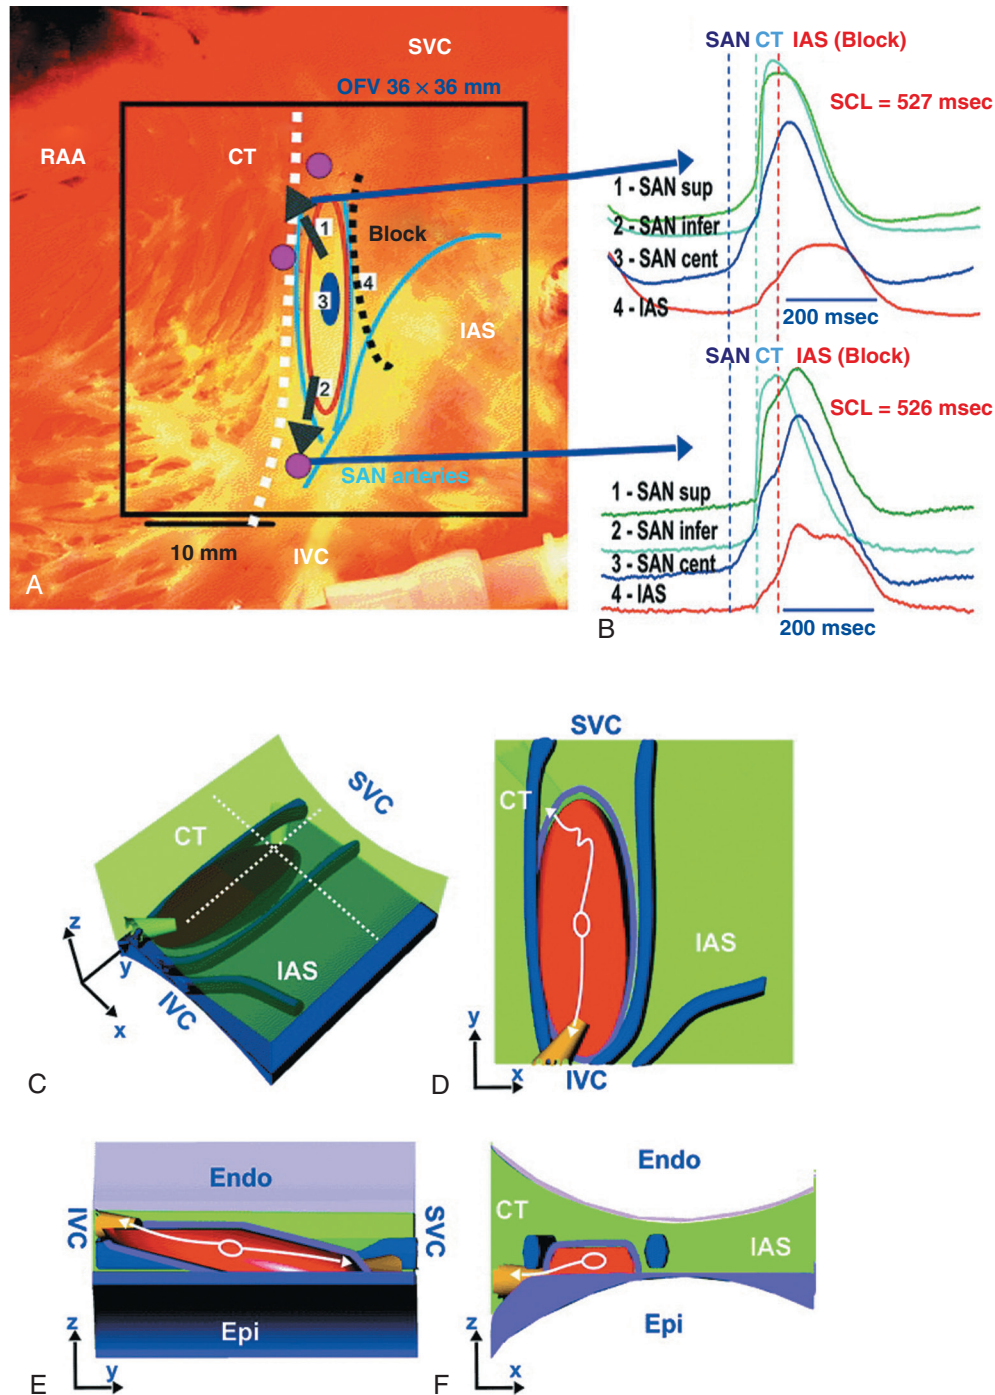 SVC
OFV 36 × 36 mm
RAA
CT
1
Block
3
4
IAS
2
SAN arteries
10 mm
IVC
A
SAN CT IAS (Block)
SCL = 527 msec
1 - SAN sup
2 - SAN infer
3 - SAN cent
4 - IAS
200 msec
SAN CT IAS (Block)
SCL = 526 msec
1 - SAN sup
2 - SAN infer
3 - SAN cent
4 - IAS
200 msec
B
SVC
CT
IAS
IVC
z
y
x
C
SVC
CT
IAS
y
x
IVC
D
Endo
IVC
SVC
Epi
z
y
E
Endo
CT
IAS
Epi
z
x
F